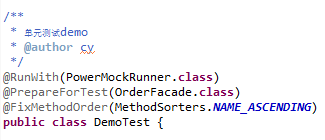 /**
 * 单元测试demo
 * @author cy
 */
@RunWith(PowerMockRunner.class)
@PrepareForTest(OrderFacade.class)
@FixMethodOrder(MethodSorters.NAME_ASCENDING)
public class DemoTest {